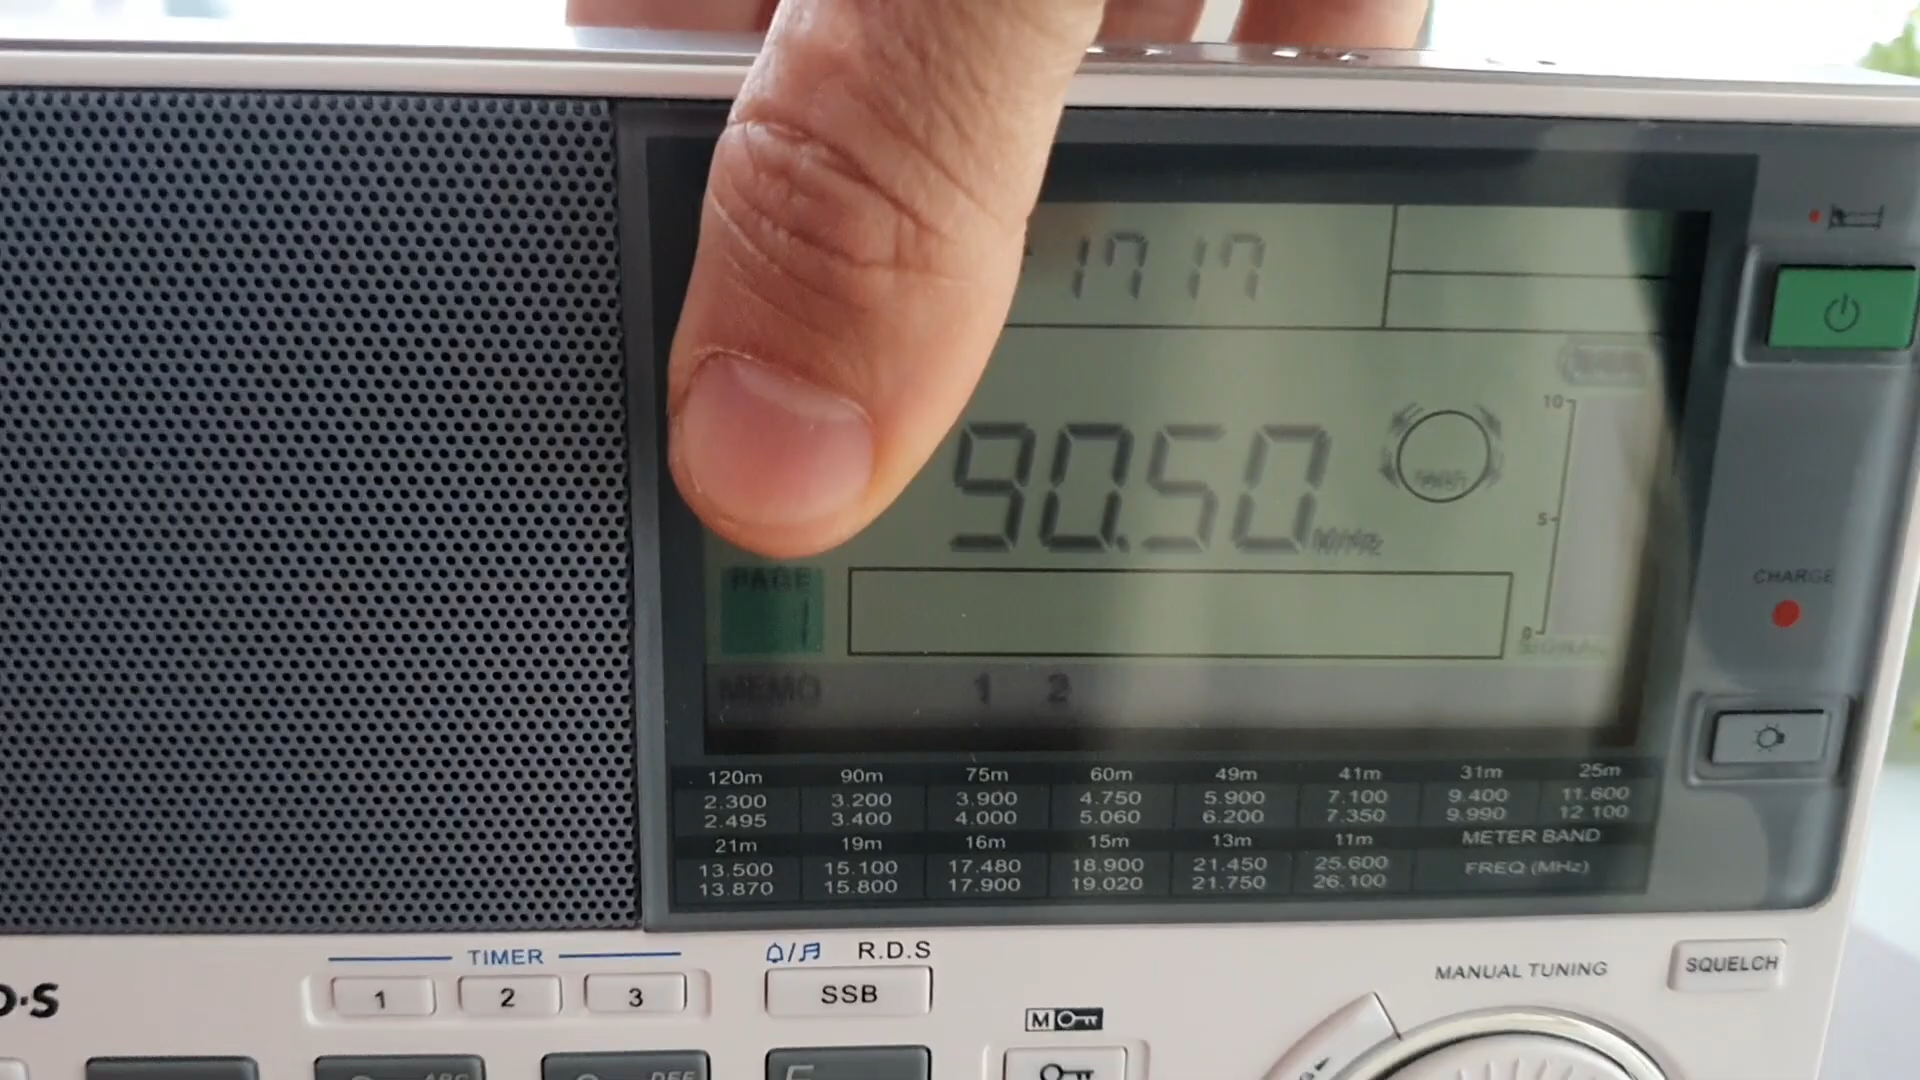 17 17
90.50
10
5
0
PAGE
1
MEMO 1 2
CHARGE
120m 90m 75m 60m 49m 41m 31m 25m
2.300 3.200 3.900 4.750 5.900 7.100 9.400 11.600
2.495 3.400 4.000 5.060 6.200 7.350 9.990 12 100
21m 19m 16m 15m 13m 11m METER BAND
13.500 15.100 17.480 18.900 21.450 25.600 FREQ (MHz)
13.870 15.800 17.900 19.020 21.750 26.100
TIMER
1 2 3
R.D.S
SSB
M
MANUAL TUNING
SQUELCH
D·S
ABC
DEF